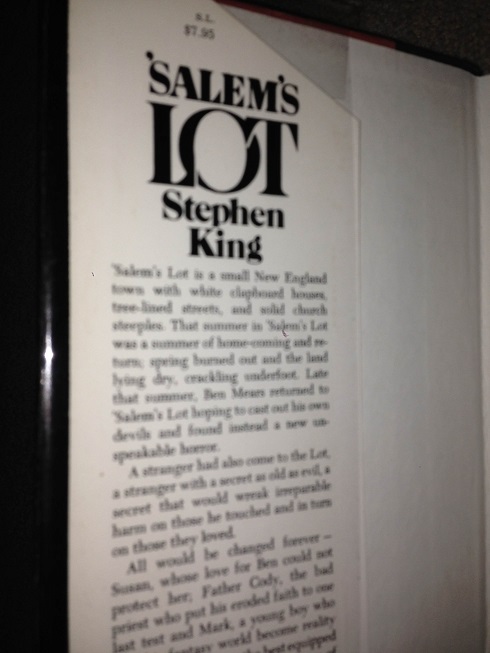 S.L.
$7.95
'SALEM'S
LOT
Stephen
King
'Salem's Lot is a small New England
town with white clapboard houses,
tree-lined streets, and solid church
steeples. That summer in 'Salem's Lot
was a summer of home-coming and re-
turn; spring burned out and the land
lying dry, crackling underfoot. Late
that summer, Ben Mears returned to
'Salem's Lot hoping to cast out his own
devils and found instead a new un-
speakable horror.
A stranger had also come to the Lot,
a stranger with a secret as old as evil, a
secret that would wreak irreparable
harm on those he touched and in turn
on those they loved.
All would be changed forever—
Susan, whose love for Ben could not
protect her; Father Cody, the bad
priest who put his eroded faith to one
last test and Mark, a young boy who
fantasy world become reality
the best equipped